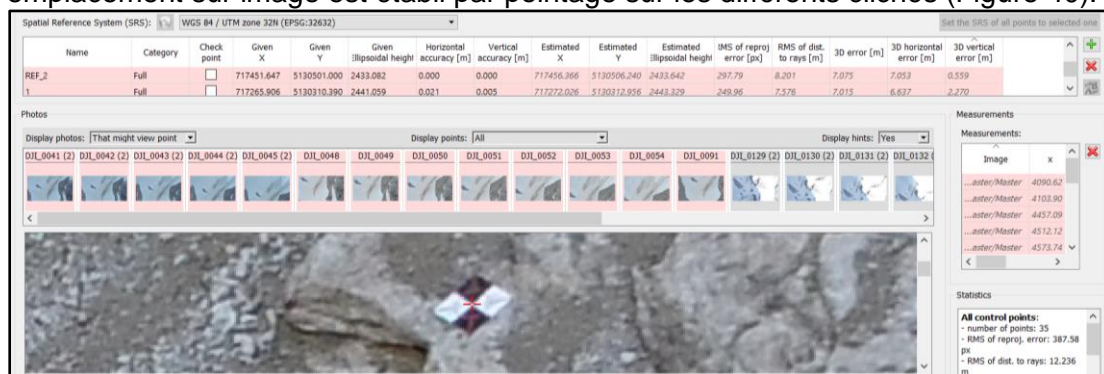 emplacement sur image est établi par pointage sur les différents clichés (Figure 40).
Spatial Reference System (SRS): WGS 84 / UTM zone 32N (EPSG:32632) Set the SRS of all points to selected one
Name Category Check point Given X Given Y Given Ellipsoidal height Horizontal accuracy [m] Vertical accuracy [m] Estimated X Estimated Y Estimated Ellipsoidal height RMS of reproj error [px] RMS of dist. to rays [m] 3D error [m] 3D horizontal error [m] 3D vertical error [m]
REF_2 Full 717451.647 5130501.000 2433.082 0.000 0.000 717456.366 5130506.240 2433.642 297.79 8.201 7.075 7.053 0.559
1 Full 717265.906 5130310.390 2441.059 0.021 0.005 717272.026 5130312.956 2443.329 249.96 7.576 7.015 6.637 2.270
Photos
Display photos: That might view point Display points: All Display hints: Yes
DJI_0041 (2) DJI_0042 (2) DJI_0043 (2) DJI_0044 (2) DJI_0045 (2) DJI_0048 DJI_0049 DJI_0050 DJI_0051 DJI_0052 DJI_0053 DJI_0054 DJI_0091 DJI_0129 (2) DJI_0130 (2) DJI_0131 (2) DJI_0132 (
Measurements
Measurements:
Image x
...aster/Master 4090.62
...aster/Master 4103.90
...aster/Master 4457.09
...aster/Master 4512.12
...aster/Master 4573.74
Statistics
All control points:
- number of points: 35
- RMS of reproj. error: 387.58
px
- RMS of dist. to rays: 12.236
m